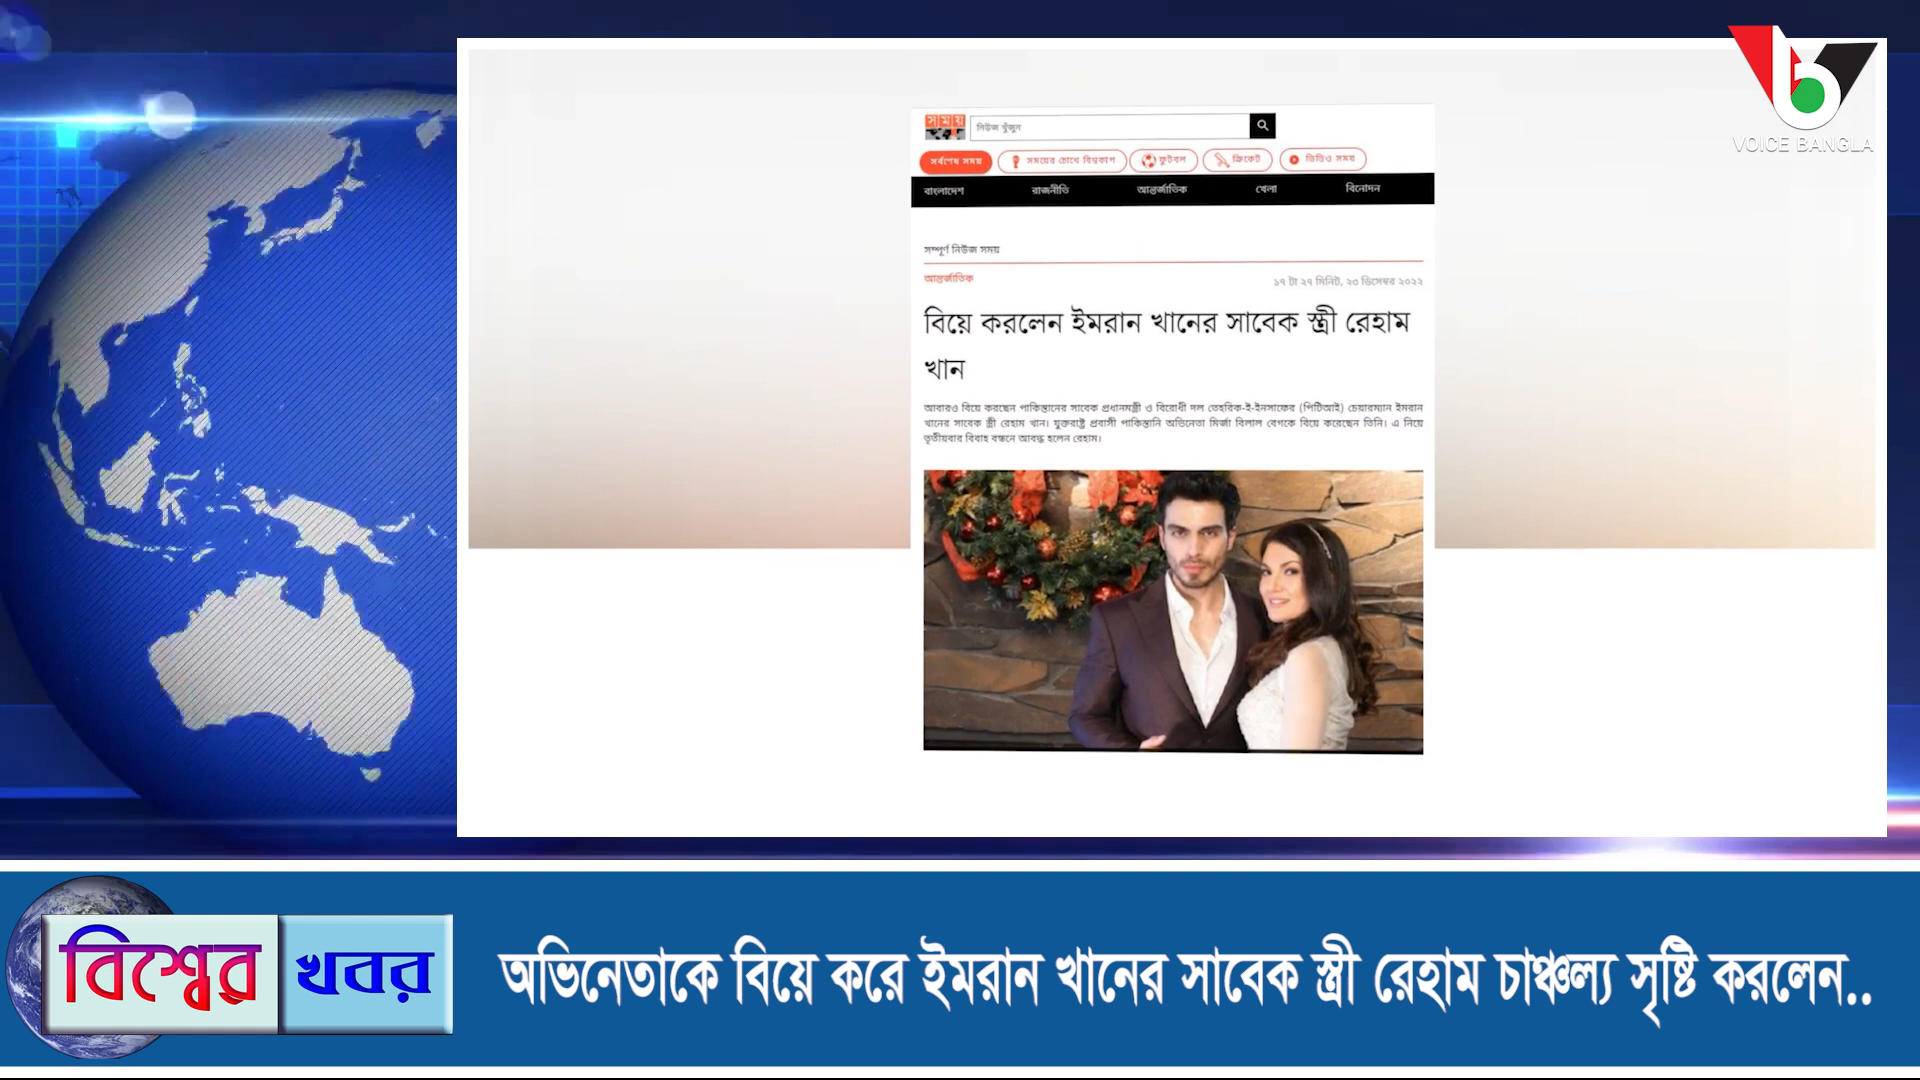 VOICE BANGLA
সময়
নিউজ খুঁজুন
সর্বশেষ সময় সময়ের চোখে বিশ্বকাপ ফুটবল ক্রিকেট ভিডিও সময়
বাংলাদেশ রাজনীতি আন্তর্জাতিক খেলা বিনোদন
সম্পূর্ণ নিউজ সময়
আন্তর্জাতিক ১৭ টা ২৭ মিনিট, ২৩ ডিসেম্বর ২০২২
বিয়ে করলেন ইমরান খানের সাবেক স্ত্রী রেহাম
খান
আবারও বিয়ে করছেন পাকিস্তানের সাবেক প্রধানমন্ত্রী ও বিরোধী দল তেহরিক-ই-ইনসাফের (পিটিআই) চেয়ারম্যান ইমরান
খানের সাবেক স্ত্রী রেহাম খান। যুক্তরাষ্ট্র প্রবাসী পাকিস্তানি অভিনেতা মির্জা বিলাল বেগকে বিয়ে করেছেন তিনি। এ নিয়ে
তৃতীয়বার বিবাহ বন্ধনে আবদ্ধ হলেন রেহাম।
বিশ্বের খবর
অভিনেতাকে বিয়ে করে ইমরান খানের সাবেক স্ত্রী রেহাম চাঞ্চল্য সৃষ্টি করলেন..